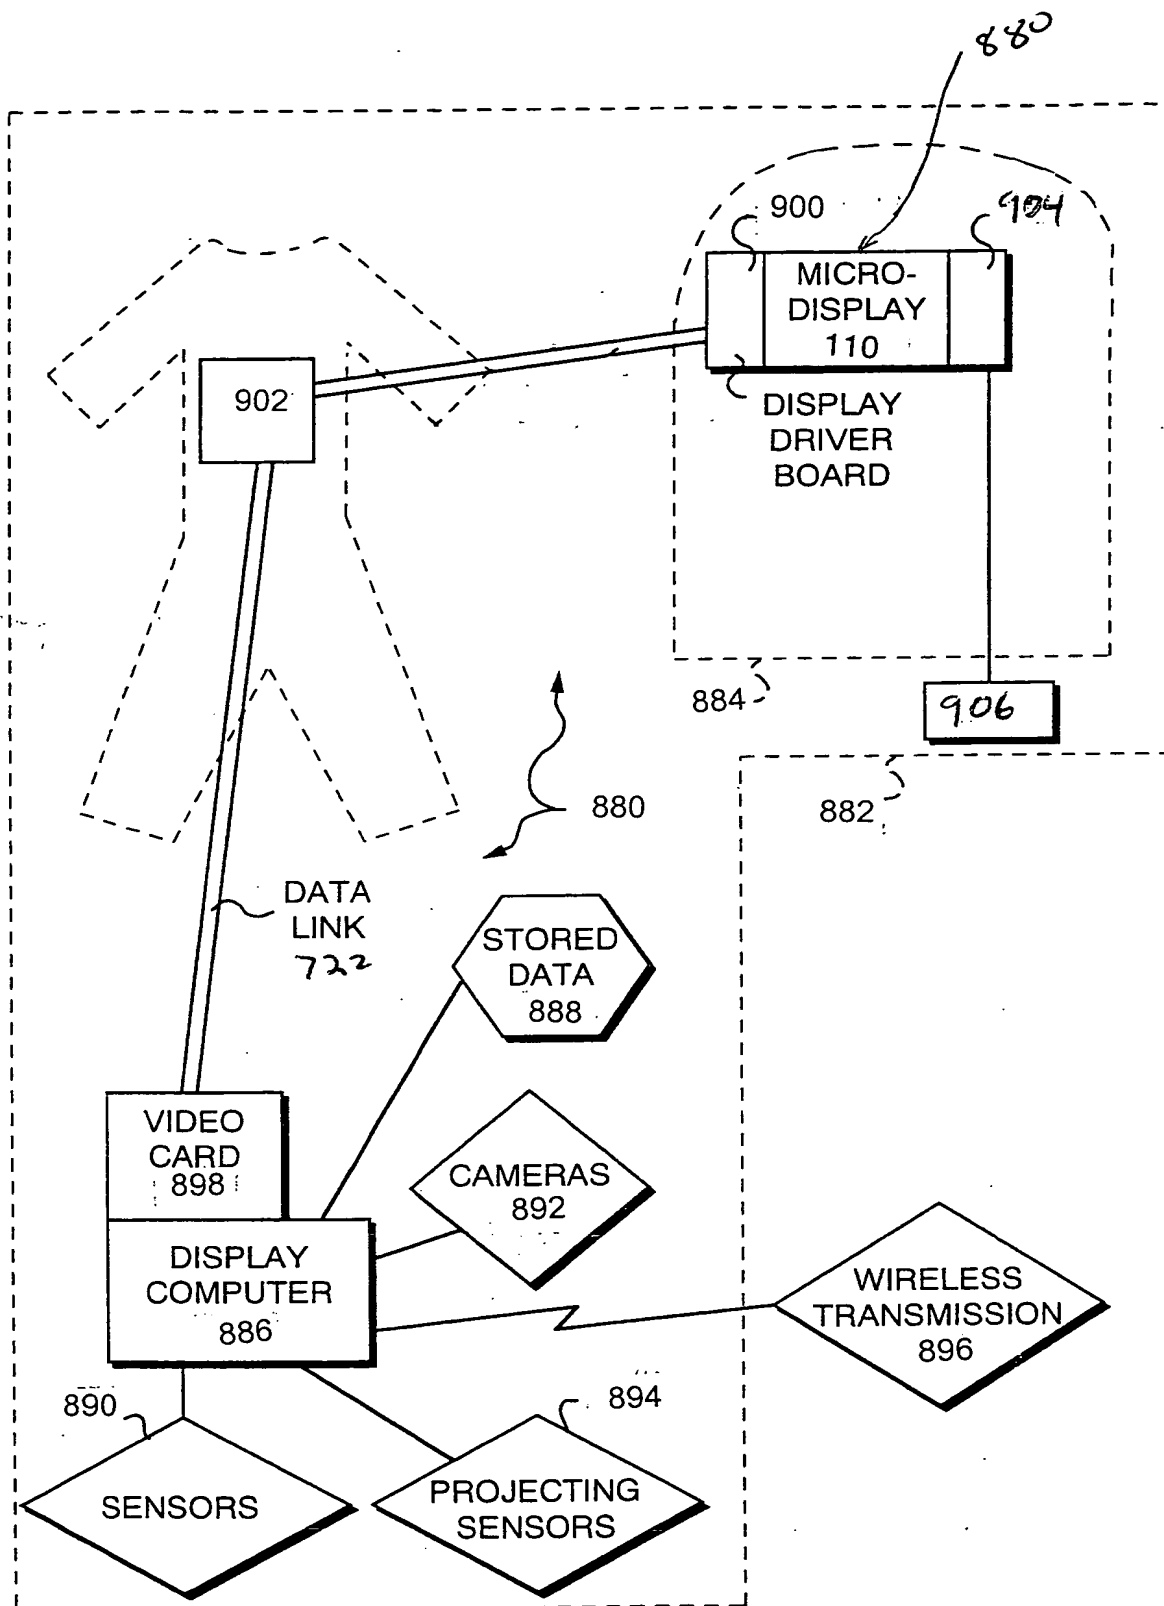 880
900
904
MICRO-
DISPLAY
110
902
DISPLAY
DRIVER
BOARD
884
906
882
880
DATA
LINK
722
STORED
DATA
888
VIDEO
CARD
898
CAMERAS
892
DISPLAY
COMPUTER
886
WIRELESS
TRANSMISSION
896
890
894
SENSORS
PROJECTING
SENSORS